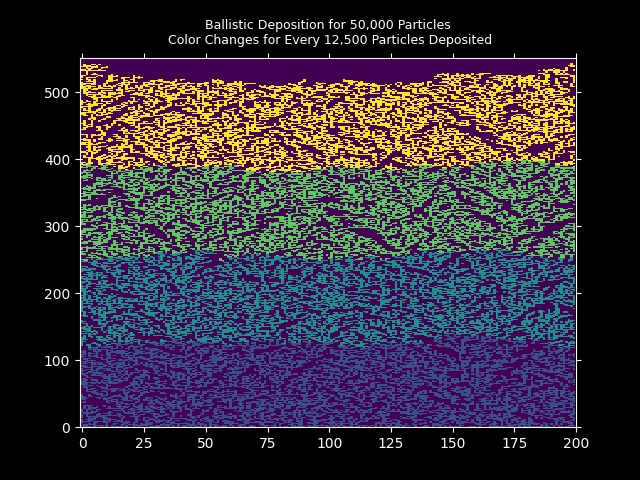 Ballistic Deposition for 50,000 Particles
Color Changes for Every 12,500 Particles Deposited
500
400
300
200
100
0
0 25 50 75 100 125 150 175 200